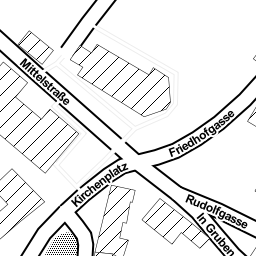 Mittelstraße
Friedhofgasse
Kirchenplatz
Rudolfgasse
In Gruben